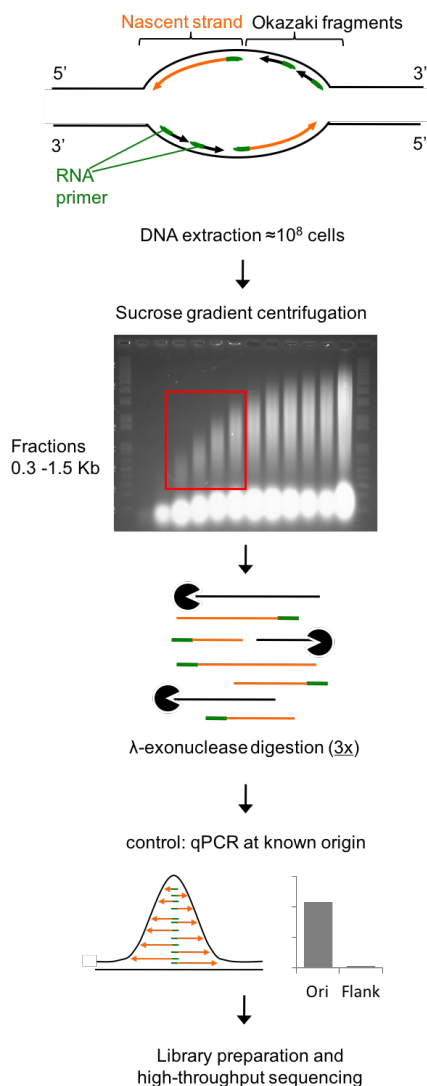 Nascent strand Okazaki fragments
5’ 3’
3’ 5’
RNA
primer
DNA extraction ≈10⁸ cells
Sucrose gradient centrifugation
Fractions
0.3 -1.5 Kb
λ-exonuclease digestion (3x)
control: qPCR at known origin
Ori Flank
Library preparation and
high-throughput sequencing